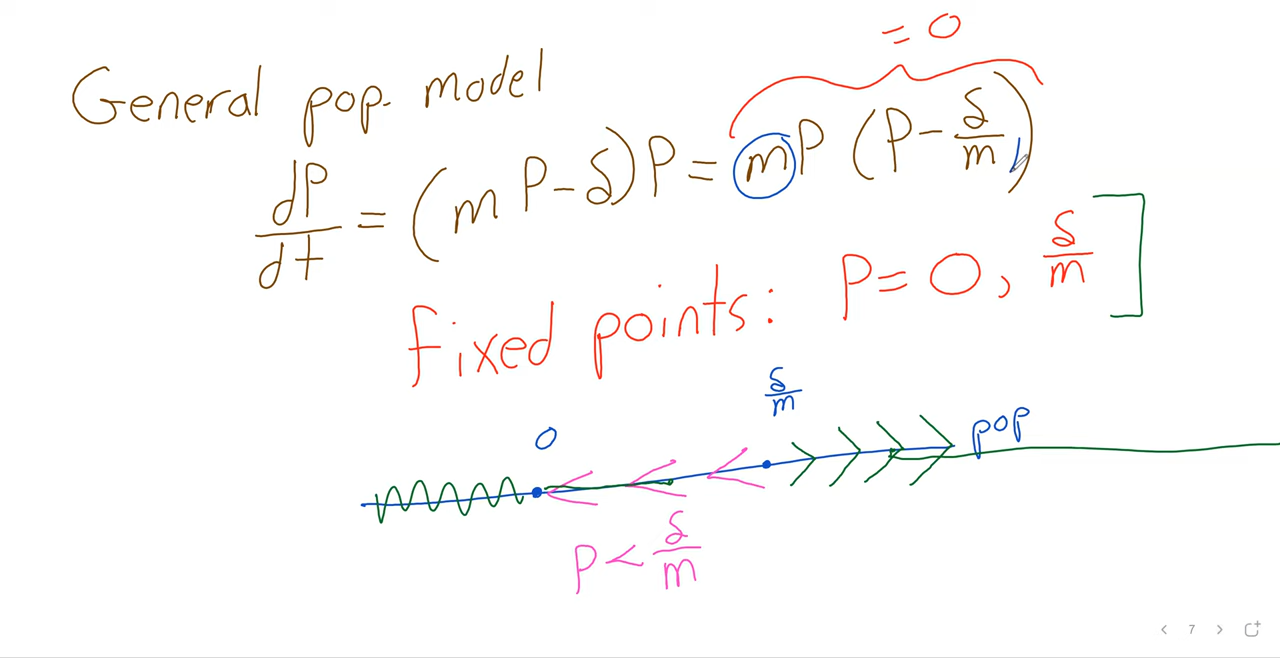 = 0
General pop. model
dP/dt = (mP - δ)P = mP (P - δ/m)
fixed points: P = 0, δ/m
0 δ/m pop
P < δ/m
7